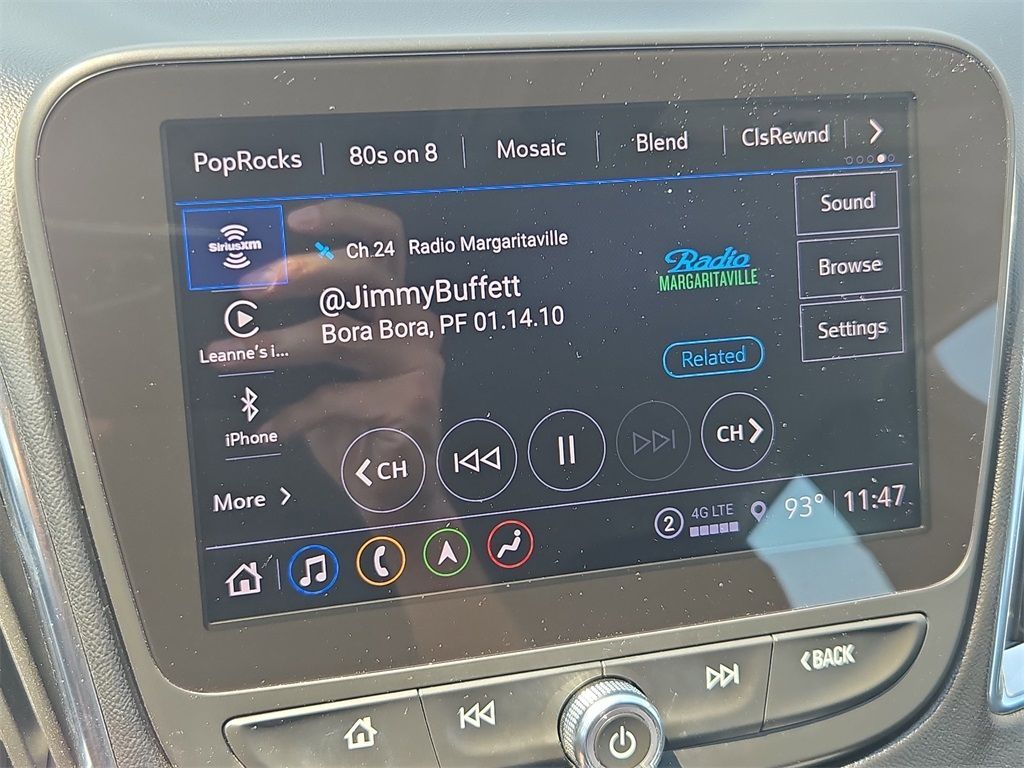 PopRocks 80s on 8 Mosaic Blend ClsRewnd
SiriusXM
Ch.24 Radio Margaritaville
@JimmyBuffett
Bora Bora, PF 01.14.10
Radio
MARGARITAVILLE
Related
Sound
Browse
Settings
Leanne's i...
iPhone
More
CH
CH
2 4G LTE 93° 11:47
BACK